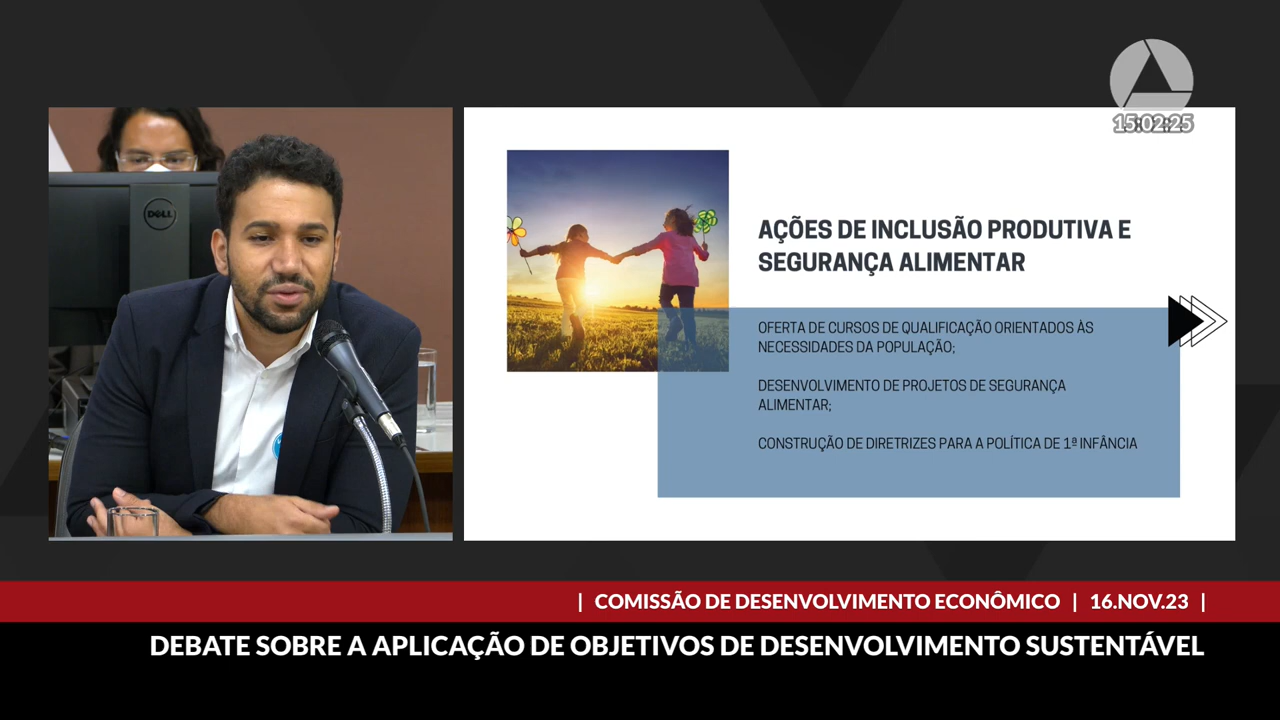 15:02:25
DELL
AÇÕES DE INCLUSÃO PRODUTIVA E
SEGURANÇA ALIMENTAR
OFERTA DE CURSOS DE QUALIFICAÇÃO ORIENTADOS ÀS
NECESSIDADES DA POPULAÇÃO;
DESENVOLVIMENTO DE PROJETOS DE SEGURANÇA
ALIMENTAR;
CONSTRUÇÃO DE DIRETRIZES PARA A POLÍTICA DE 1ª INFÂNCIA
| COMISSÃO DE DESENVOLVIMENTO ECONÔMICO | 16.NOV.23 |
DEBATE SOBRE A APLICAÇÃO DE OBJETIVOS DE DESENVOLVIMENTO SUSTENTÁVEL